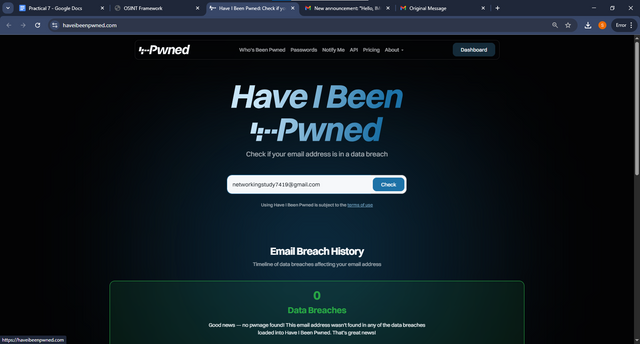 Practical 7 - Google Docs
OSINT Framework
Have I Been Pwned: Check if yo
New announcement: "Hello, B
Original Message
haveibeenpwned.com
Error
Pwned
Who's Been Pwned
Passwords
Notify Me
API
Pricing
About
Dashboard
Have I Been
Pwned
Check if your email address is in a data breach
networkingstudy7419@gmail.com
Check
Using Have I Been Pwned is subject to the terms of use
Email Breach History
Timeline of data breaches affecting your email address
0
Data Breaches
Good news — no pwnage found! This email address wasn't found in any of the data breaches
loaded into Have I Been Pwned. That's great news!
https://haveibeenpwned.com